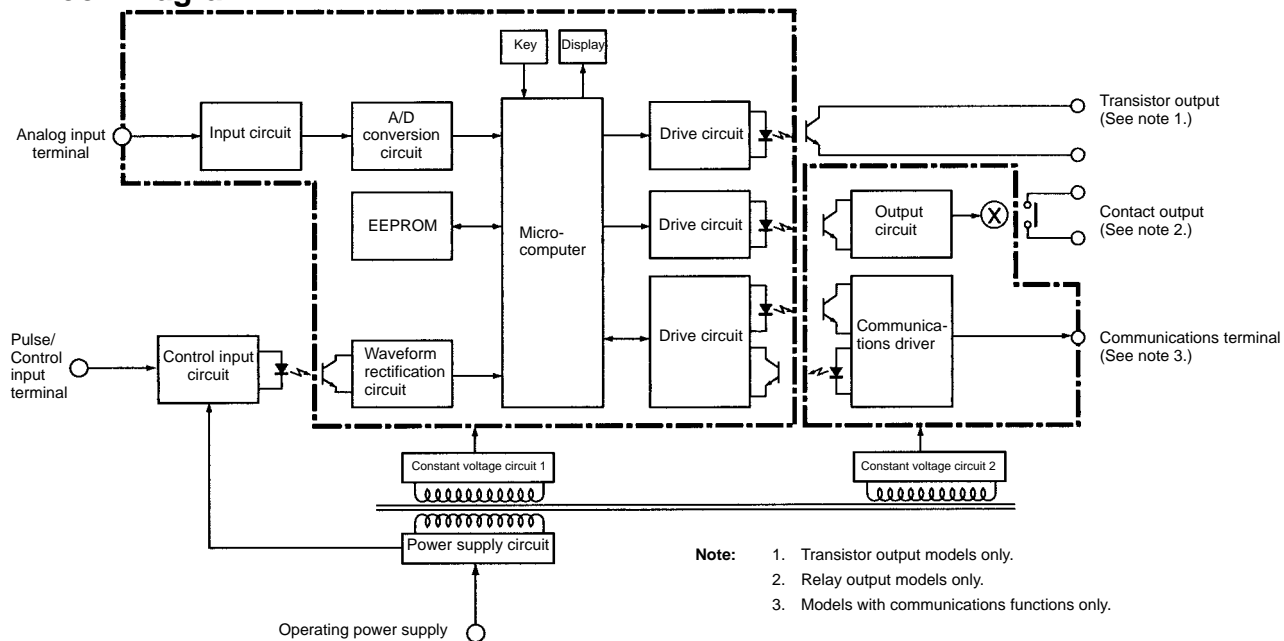 Key
Display
Analog input
terminal
Input circuit
A/D
conversion
circuit
Drive circuit
Transistor output
(See note 1.)
EEPROM
Micro-
computer
Drive circuit
Output
circuit
X
Contact output
(See note 2.)
Pulse/
Control
input
terminal
Control input
circuit
Waveform
rectification
circuit
Drive circuit
Communica-
tions driver
Communications terminal
(See note 3.)
Constant voltage circuit 1
Constant voltage circuit 2
Power supply circuit
Operating power supply
Note: 1. Transistor output models only.
2. Relay output models only.
3. Models with communications functions only.